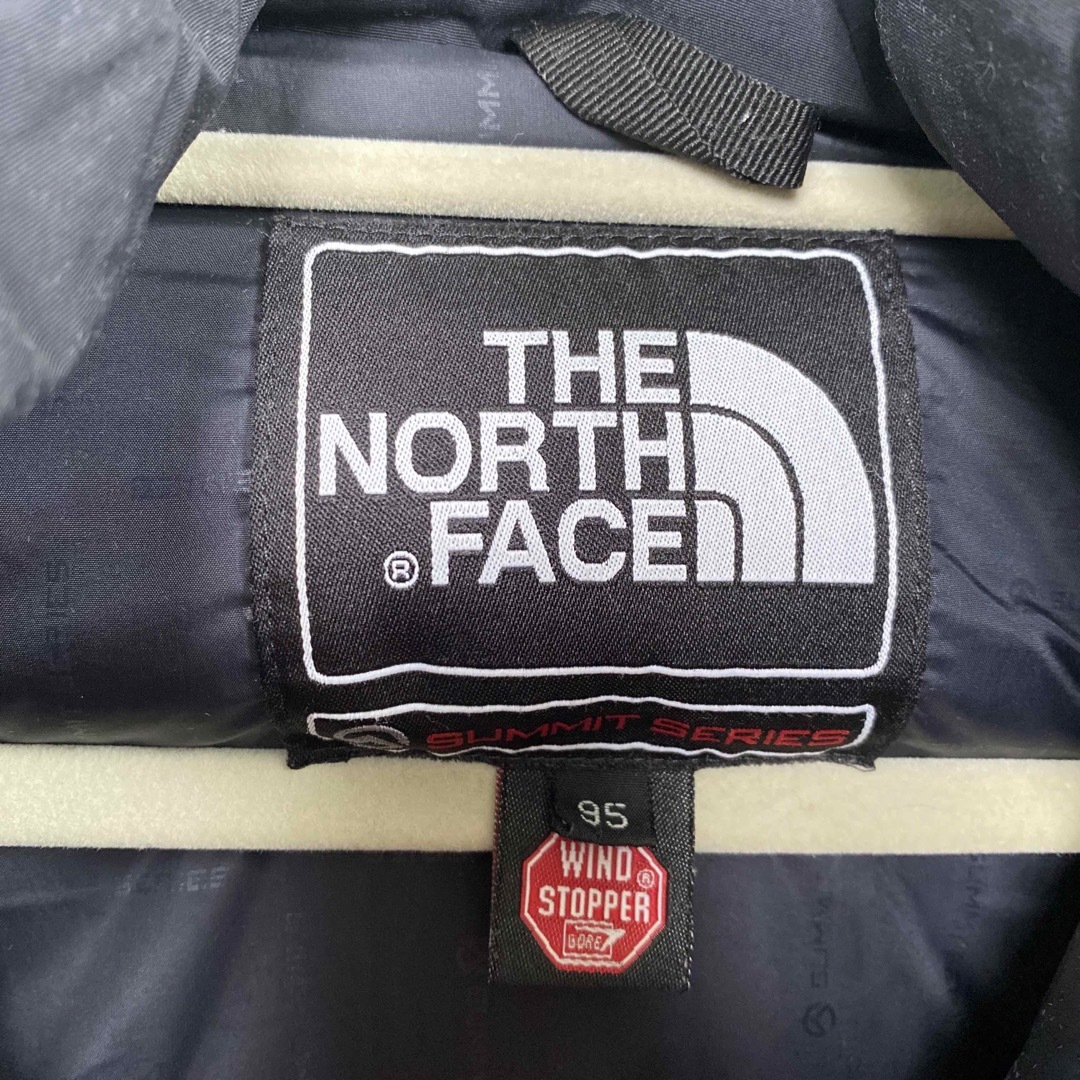 THE
NORTH
® FACE
SUMMIT SERIES
95
WIND
STOPPER®
GORE